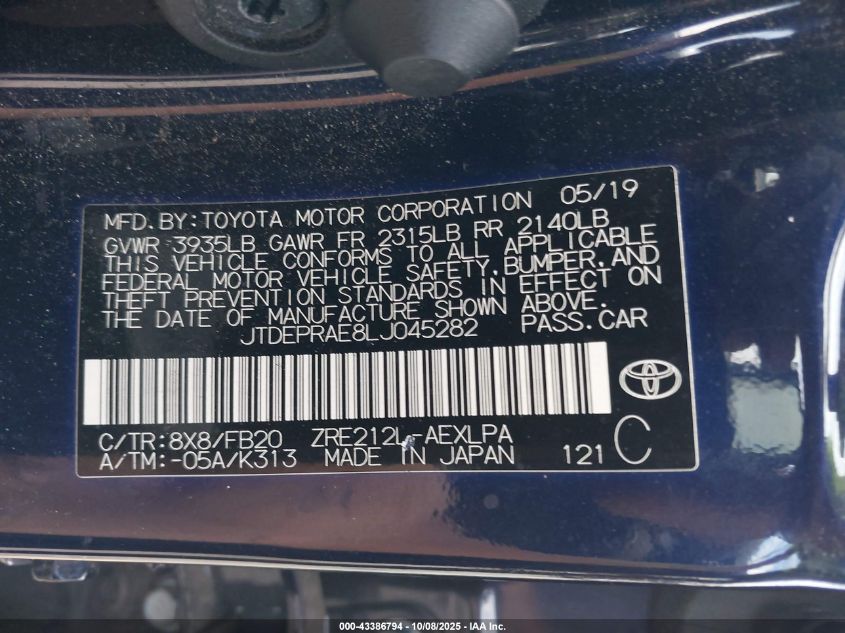 MFD.BY:TOYOTA MOTOR CORPORATION 05/19
GVWR 3935LB GAWR FR 2315LB RR 2140LB
THIS VEHICLE CONFORMS TO ALL APPLICABLE
FEDERAL MOTOR VEHICLE SAFETY,BUMPER,AND
THEFT PREVENTION STANDARDS IN EFFECT ON
THE DATE OF MANUFACTURE SHOWN ABOVE.
JTDEPRAE8LJ045282 PASS.CAR
C/TR:8X8/FB20 ZRE212L-AEXLPA
A/TM:-05A/K313 MADE IN JAPAN 121 C
000-43386794 - 10/08/2025 - IAA Inc.